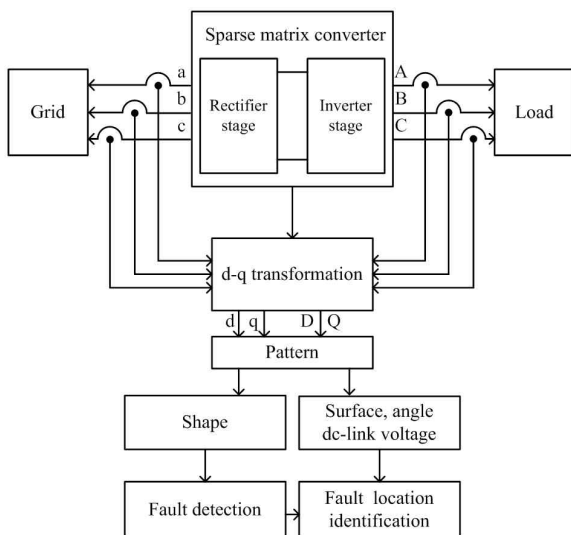 Sparse matrix converter
a
A
b
B
c
C
Grid
Rectifier
stage
Inverter
stage
Load
d-q transformation
d q D Q
Pattern
Shape
Surface, angle
dc-link voltage
Fault detection
Fault location
identification